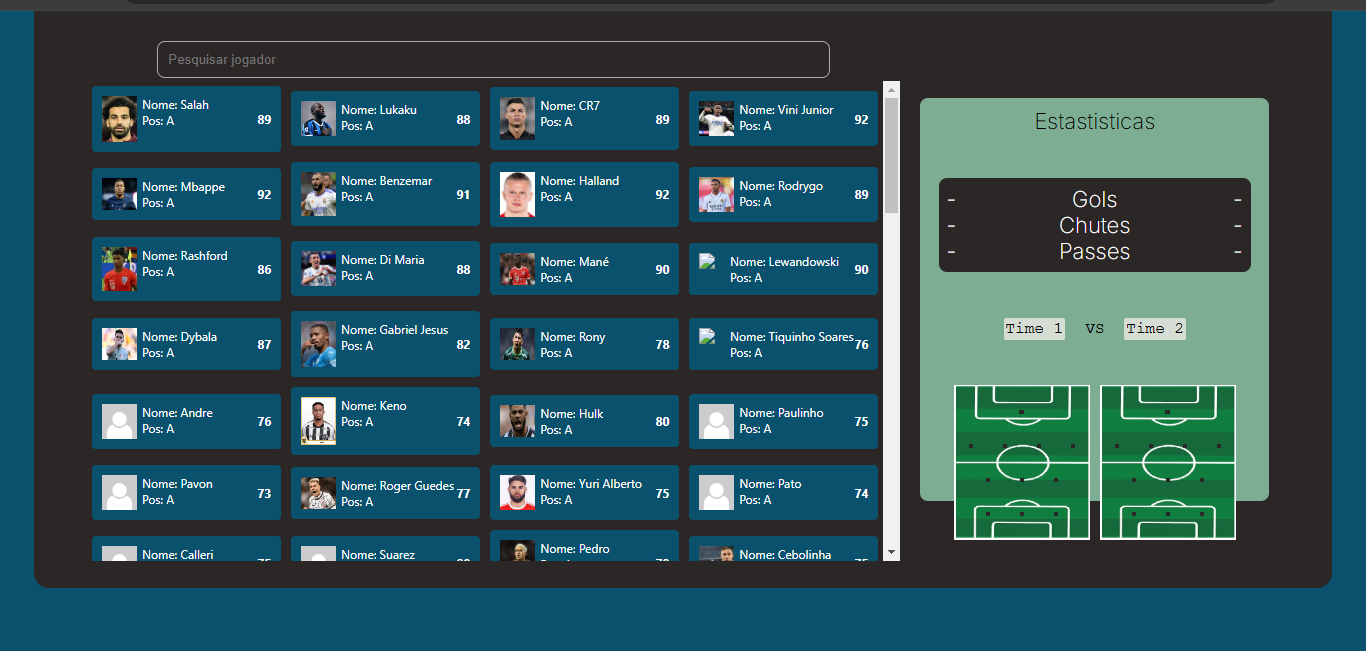 Pesquisar jogador
Nome: Salah
Pos: A
89
Nome: Lukaku
Pos: A
88
Nome: CR7
Pos: A
89
Nome: Vini Junior
Pos: A
92
Nome: Mbappe
Pos: A
92
Nome: Benzemar
Pos: A
91
Nome: Halland
Pos: A
92
Nome: Rodrygo
Pos: A
89
Nome: Rashford
Pos: A
86
Nome: Di Maria
Pos: A
88
Nome: Mané
Pos: A
90
Nome: Lewandowski
Pos: A
90
Nome: Dybala
Pos: A
87
Nome: Gabriel Jesus
Pos: A
82
Nome: Rony
Pos: A
78
Nome: Tiquinho Soares
Pos: A
76
Nome: Andre
Pos: A
76
Nome: Keno
Pos: A
74
Nome: Hulk
Pos: A
80
Nome: Paulinho
Pos: A
75
Nome: Pavon
Pos: A
73
Nome: Roger Guedes
Pos: A
77
Nome: Yuri Alberto
Pos: A
75
Nome: Pato
Pos: A
74
Nome: Calleri
Nome: Suarez
Nome: Pedro
Nome: Cebolinha
Estastisticas
- Gols -
- Chutes -
- Passes -
Time 1 vs Time 2